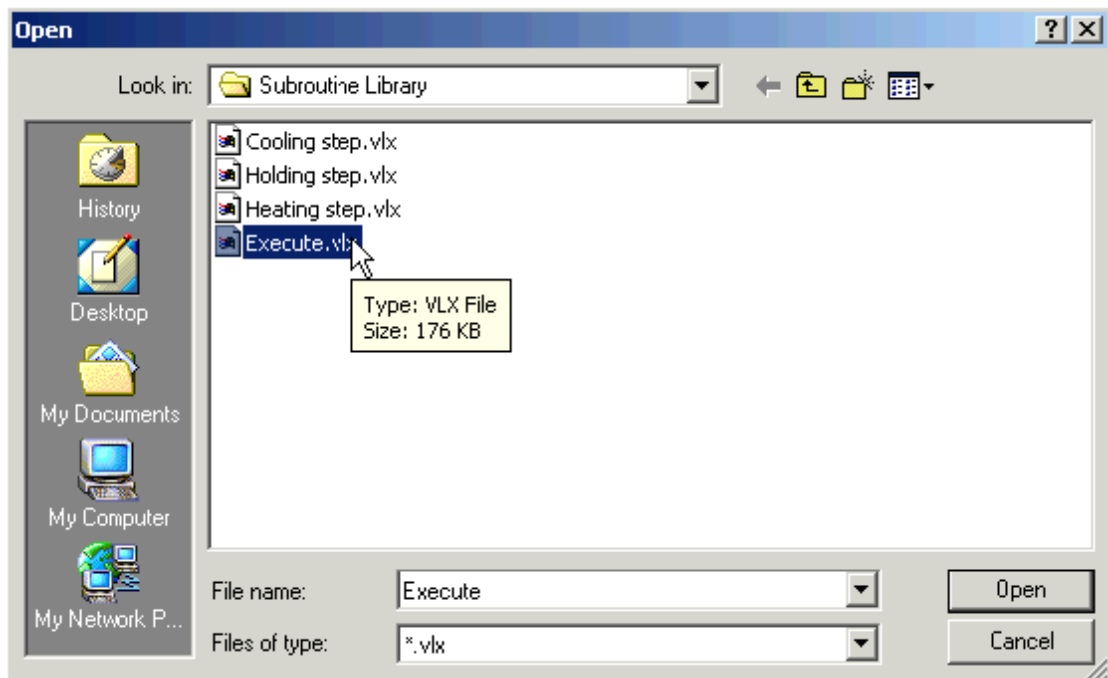 Open
Look in:
Subroutine Library
History
Desktop
My Documents
My Computer
My Network P...
Cooling step.vlx
Holding step.vlx
Heating step.vlx
Execute.vlx
Type: VLX File
Size: 176 KB
File name:
Execute
Open
Files of type:
*.vlx
Cancel